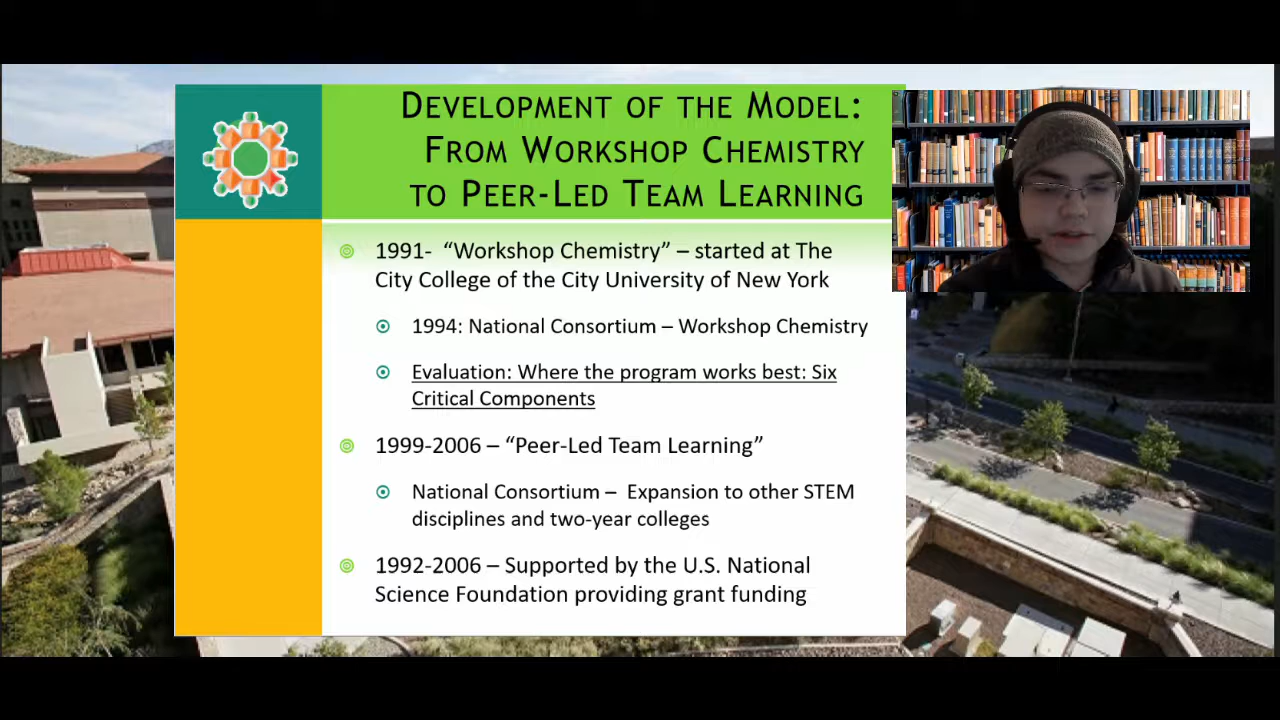 DEVELOPMENT OF THE MODEL:
FROM WORKSHOP CHEMISTRY
TO PEER-LED TEAM LEARNING
1991- “Workshop Chemistry” – started at The
City College of the City University of New York
1994: National Consortium – Workshop Chemistry
Evaluation: Where the program works best: Six
Critical Components
1999-2006 – “Peer-Led Team Learning”
National Consortium – Expansion to other STEM
disciplines and two-year colleges
1992-2006 – Supported by the U.S. National
Science Foundation providing grant funding